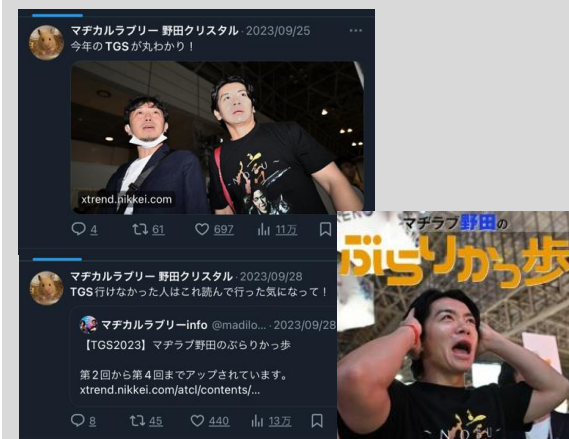 マヂカルラブリー 野田クリスタル · 2023/09/25
今年のTGSが丸わかり！
xtrend.nikkei.com
4 61 697 11万
マヂカルラブリー 野田クリスタル · 2023/09/28
TGS行けなかった人はこれ読んで行った気になって！
マヂカルラブリーinfo @madilo... · 2023/09/28
【TGS2023】マヂラブ野田のぶらりかっ歩
第2回から第4回までアップされています。
xtrend.nikkei.com/atcl/contents/...
8 45 440 13万
マヂラブ野田の
ぶらりかっ歩